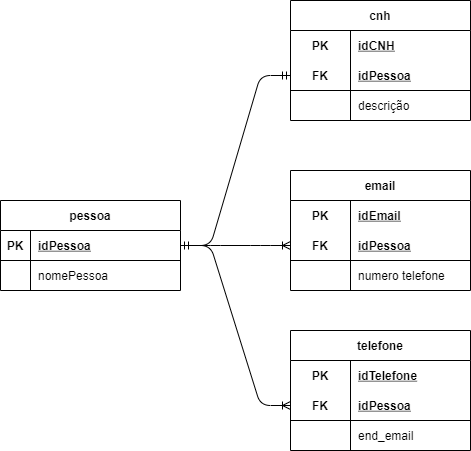 cnh
PK idCNH
FK idPessoa
descrição
pessoa
PK idPessoa
nomePessoa
email
PK idEmail
FK idPessoa
numero telefone
telefone
PK idTelefone
FK idPessoa
end_email